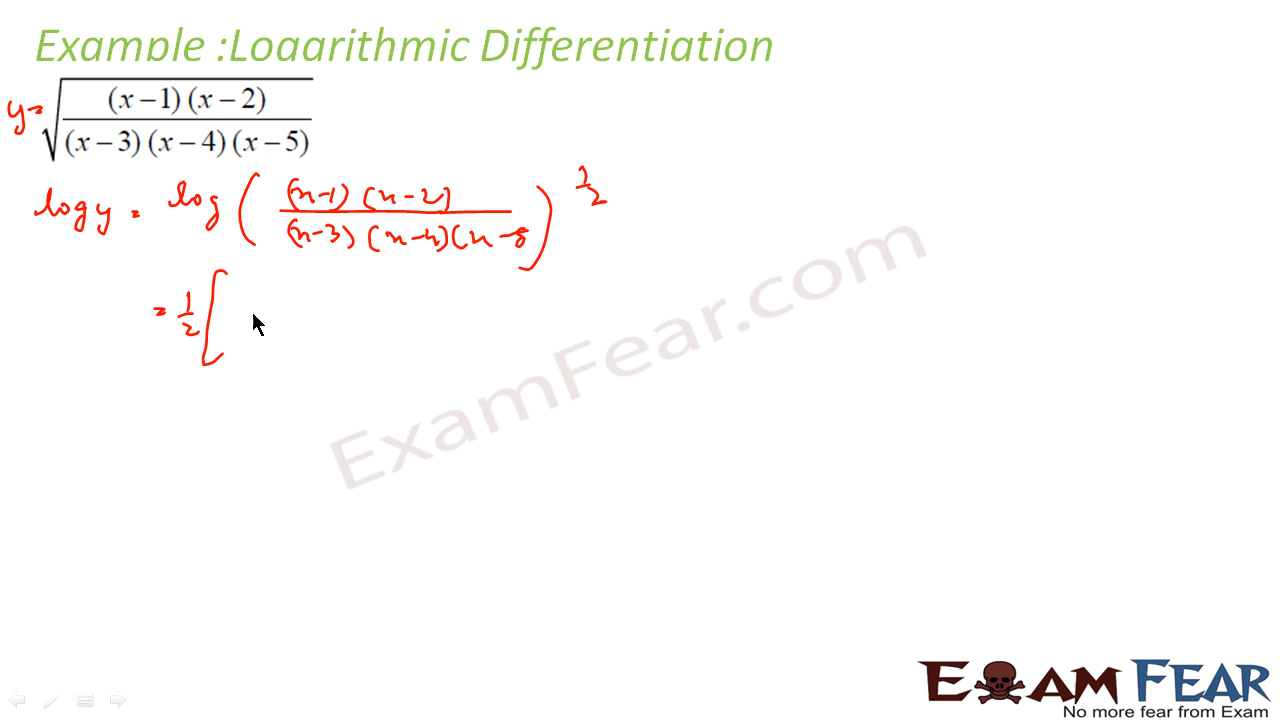 Example :Logarithmic Differentiation
y= √((x – 1) (x – 2) / (x – 3) (x – 4) (x – 5))
log y = log ((x-1) (x-2) / (x-3) (x-4) (x-5))^1/2
= 1/2 [
ExamFear.com
EXAM FEAR
No more fear from Exam